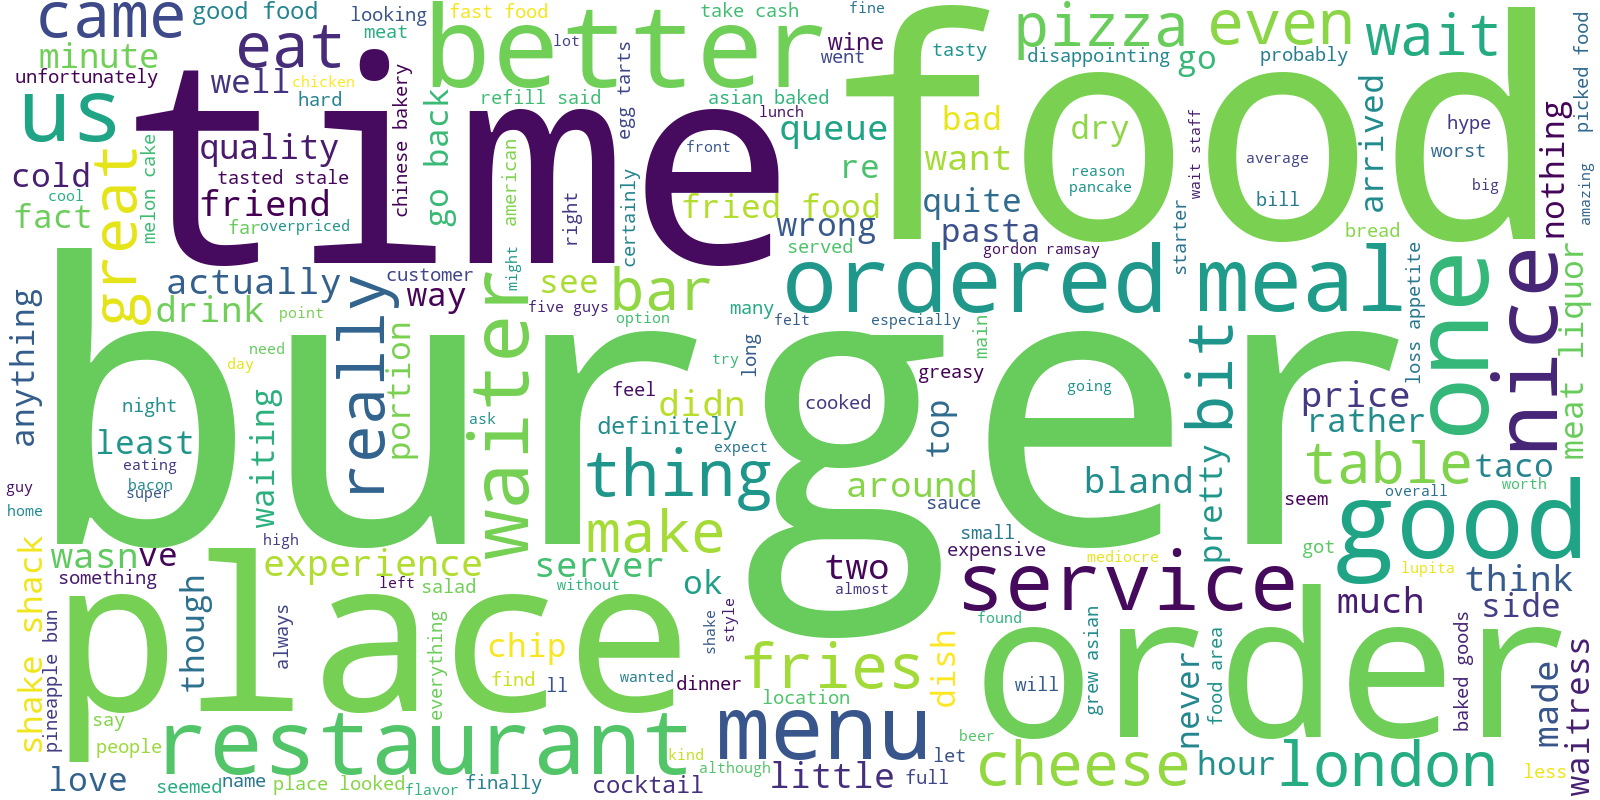 came
good food
looking
fast food
take cash
fine
minute
eat
meat
better
lot
wine
went
tasty
pizza
even
wait
disappointing
go
probably
picked food
unfortunately
well
chicken
hard
chinese bakery
refill said
egg tarts
asian baked
lunch
us
time
food
queue
bad
dry
hype
worst
nothing
great
melon cake
quality
tasted stale
friend
go back
american
front
re
want
reason
pancake
average
big
wait staff
arrived
amazing
cold
cool
fact
far
overpriced
right
certainly
fried food
wrong
quite
pasta
bill
bread
served
gordon ramsay
starter
actually
customer
might
see
bar
ordered
meal
one
nice
meat liquor
loss appetite
drink
point
way
five guys
option
many
felt
especially
main
anything
need
day
really
portion
waiter
burger
try
long
greasy
bit
price
rather
night
least
eating
bacon
super
waiting
ask
feel
didn
definitely
expect
cooked
top
going
pretty
table
taco
worth
guy
home
thing
around
sauce
bland
seem
overall
good
high
make
small
expensive
mediocre
got
lupita
think
wasn
ve
something
experience
left
salad
server
without
ok
two
almost
service
much
side
shake shack
pineapple bun
though
always
place
everything
chip
find
ll
wanted
shake
style
fries
dish
found
order
will
grew asian
never
food area
baked goods
made
waitress
dinner
location
say
people
restaurant
kind
although
menu
beer
let
cheese
hour
london
less
love
seemed
name
place looked
flavor
finally
cocktail
little
full